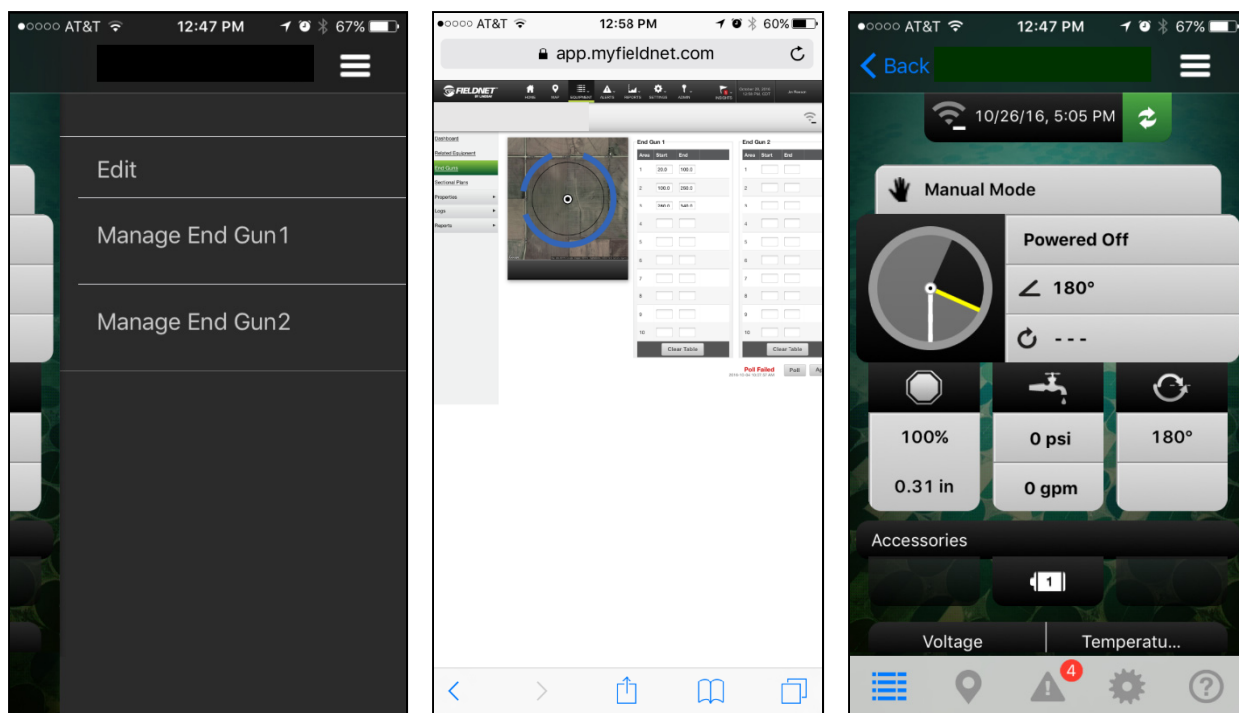 AT&T 12:47 PM 67%
Edit
Manage End Gun1
Manage End Gun2
AT&T 12:58 PM 60%
app.myfieldnet.com
FIELDNET
BY LINDSAY
HOME MAP EQUIPMENT ALERTS REPORTS SETTINGS ADMIN INSIGHTS
Dashboard
Related Equipment
End Guns
Sectional Plans
Properties
Logs
Reports
End Gun 1
Area Start End
1 20.0 100.0
2
3
4
5
6
7
8
9
10
Clear Table
End Gun 2
Area Start End
1
2
3
4
5
6
7
8
9
10
Clear Table
Poll Failed
Poll
AT&T 12:47 PM 67%
Back
10/26/16, 5:05 PM
Manual Mode
Powered Off
180°
---
100% 0 psi 180°
0.31 in 0 gpm
Accessories
1
Voltage Temperatu...
4
?